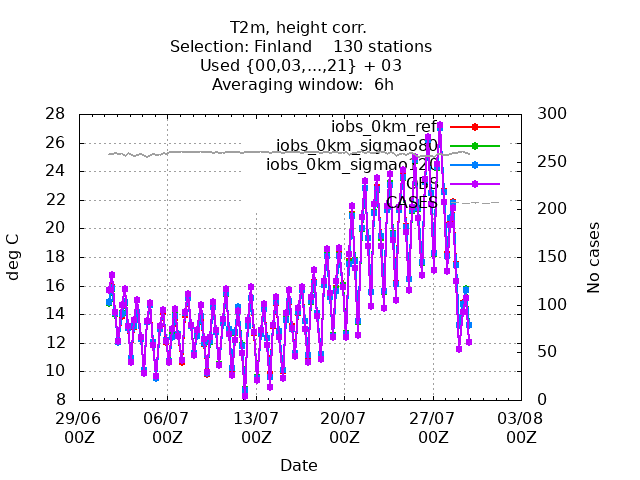 T2m, height corr.
Selection: Finland    130 stations
Used {00,03,...,21} + 03
Averaging window:  6h
28
26
24
22
20
18
16
14
12
10
8
deg C
300
250
200
150
100
50
0
No cases
iobs_0km_ref
iobs_0km_sigmao80
iobs_0km_sigmao120
OBS
CASES
29/06 06/07 13/07 20/07 27/07 03/08
00Z 00Z 00Z 00Z 00Z 00Z
Date